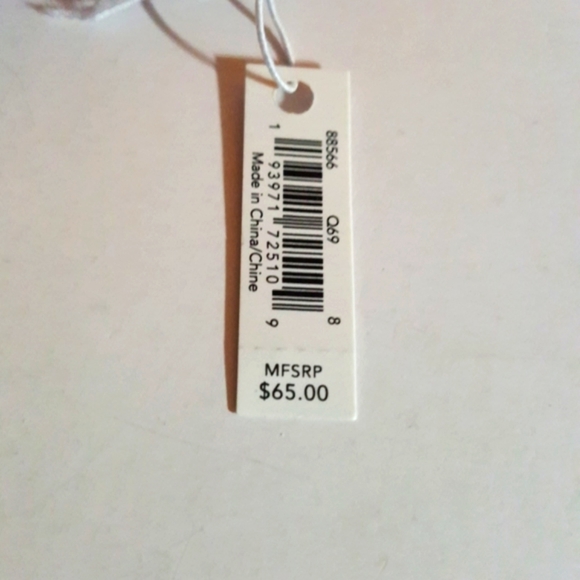 88566 Q69 8
1 93971 72510 9
Made in China/Chine
MFSRP
$65.00